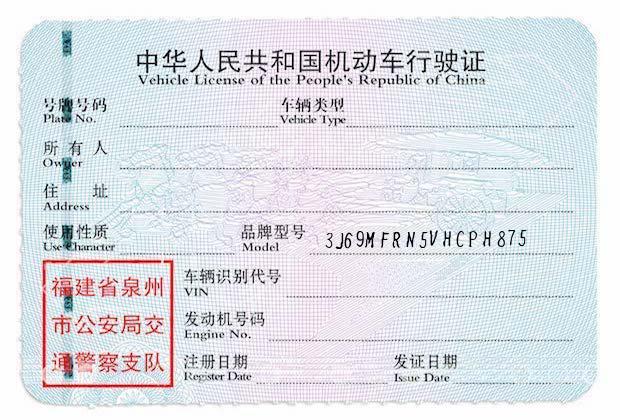 中华人民共和国机动车行驶证
Vehicle License of the People's Republic of China
号牌号码 车辆类型
Plate No. Vehicle Type
所有人
Owner
住址
Address
使用性质 品牌型号 3J69MFRN5VHCPH875
Use Character Model
福建省泉州
市公安局交
通警察支队
车辆识别代号
VIN
发动机号码
Engine No.
注册日期 发证日期
Register Date Issue Date